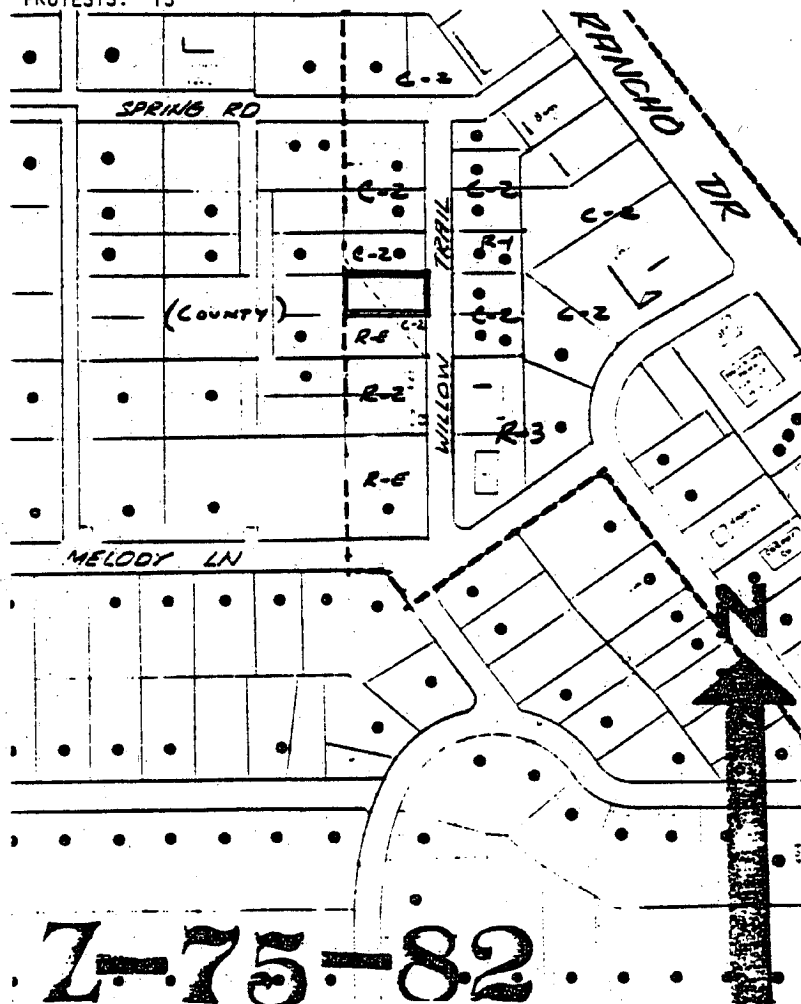 PROTESTS: 13
C-2
SPRING RD
RANCHO DR
C-2
C-2
C-2
C-2
R-1
(COUNTY)
C-2
C-2
C-2
R-E
R-2
R-3
R-E
WILLOW TRAIL
MELODY LN
N
Z-75-82